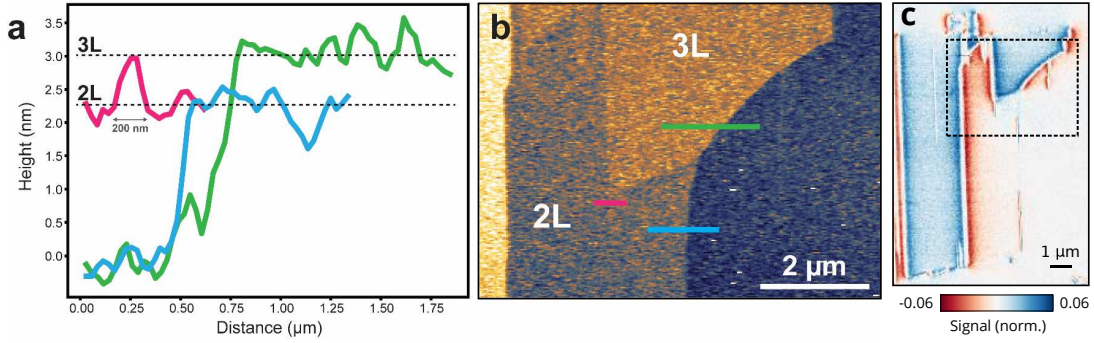 a
3.5
3.0
2.5
2.0
1.5
1.0
0.5
0.0
Height (nm)
3L
2L
200 nm
0.00 0.25 0.50 0.75 1.00 1.25 1.50 1.75
Distance (µm)
b
3L
2L
2 µm
c
1 µm
-0.06 0.06
Signal (norm.)